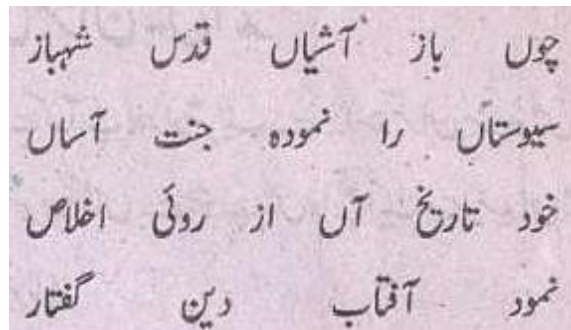 چوں باز آشیاں قدس شہباز
سیوستاں را نمودہ جنت آساں
خود تاریخ آں از روئی اخلاص
نمود آفتاب دین گفتار